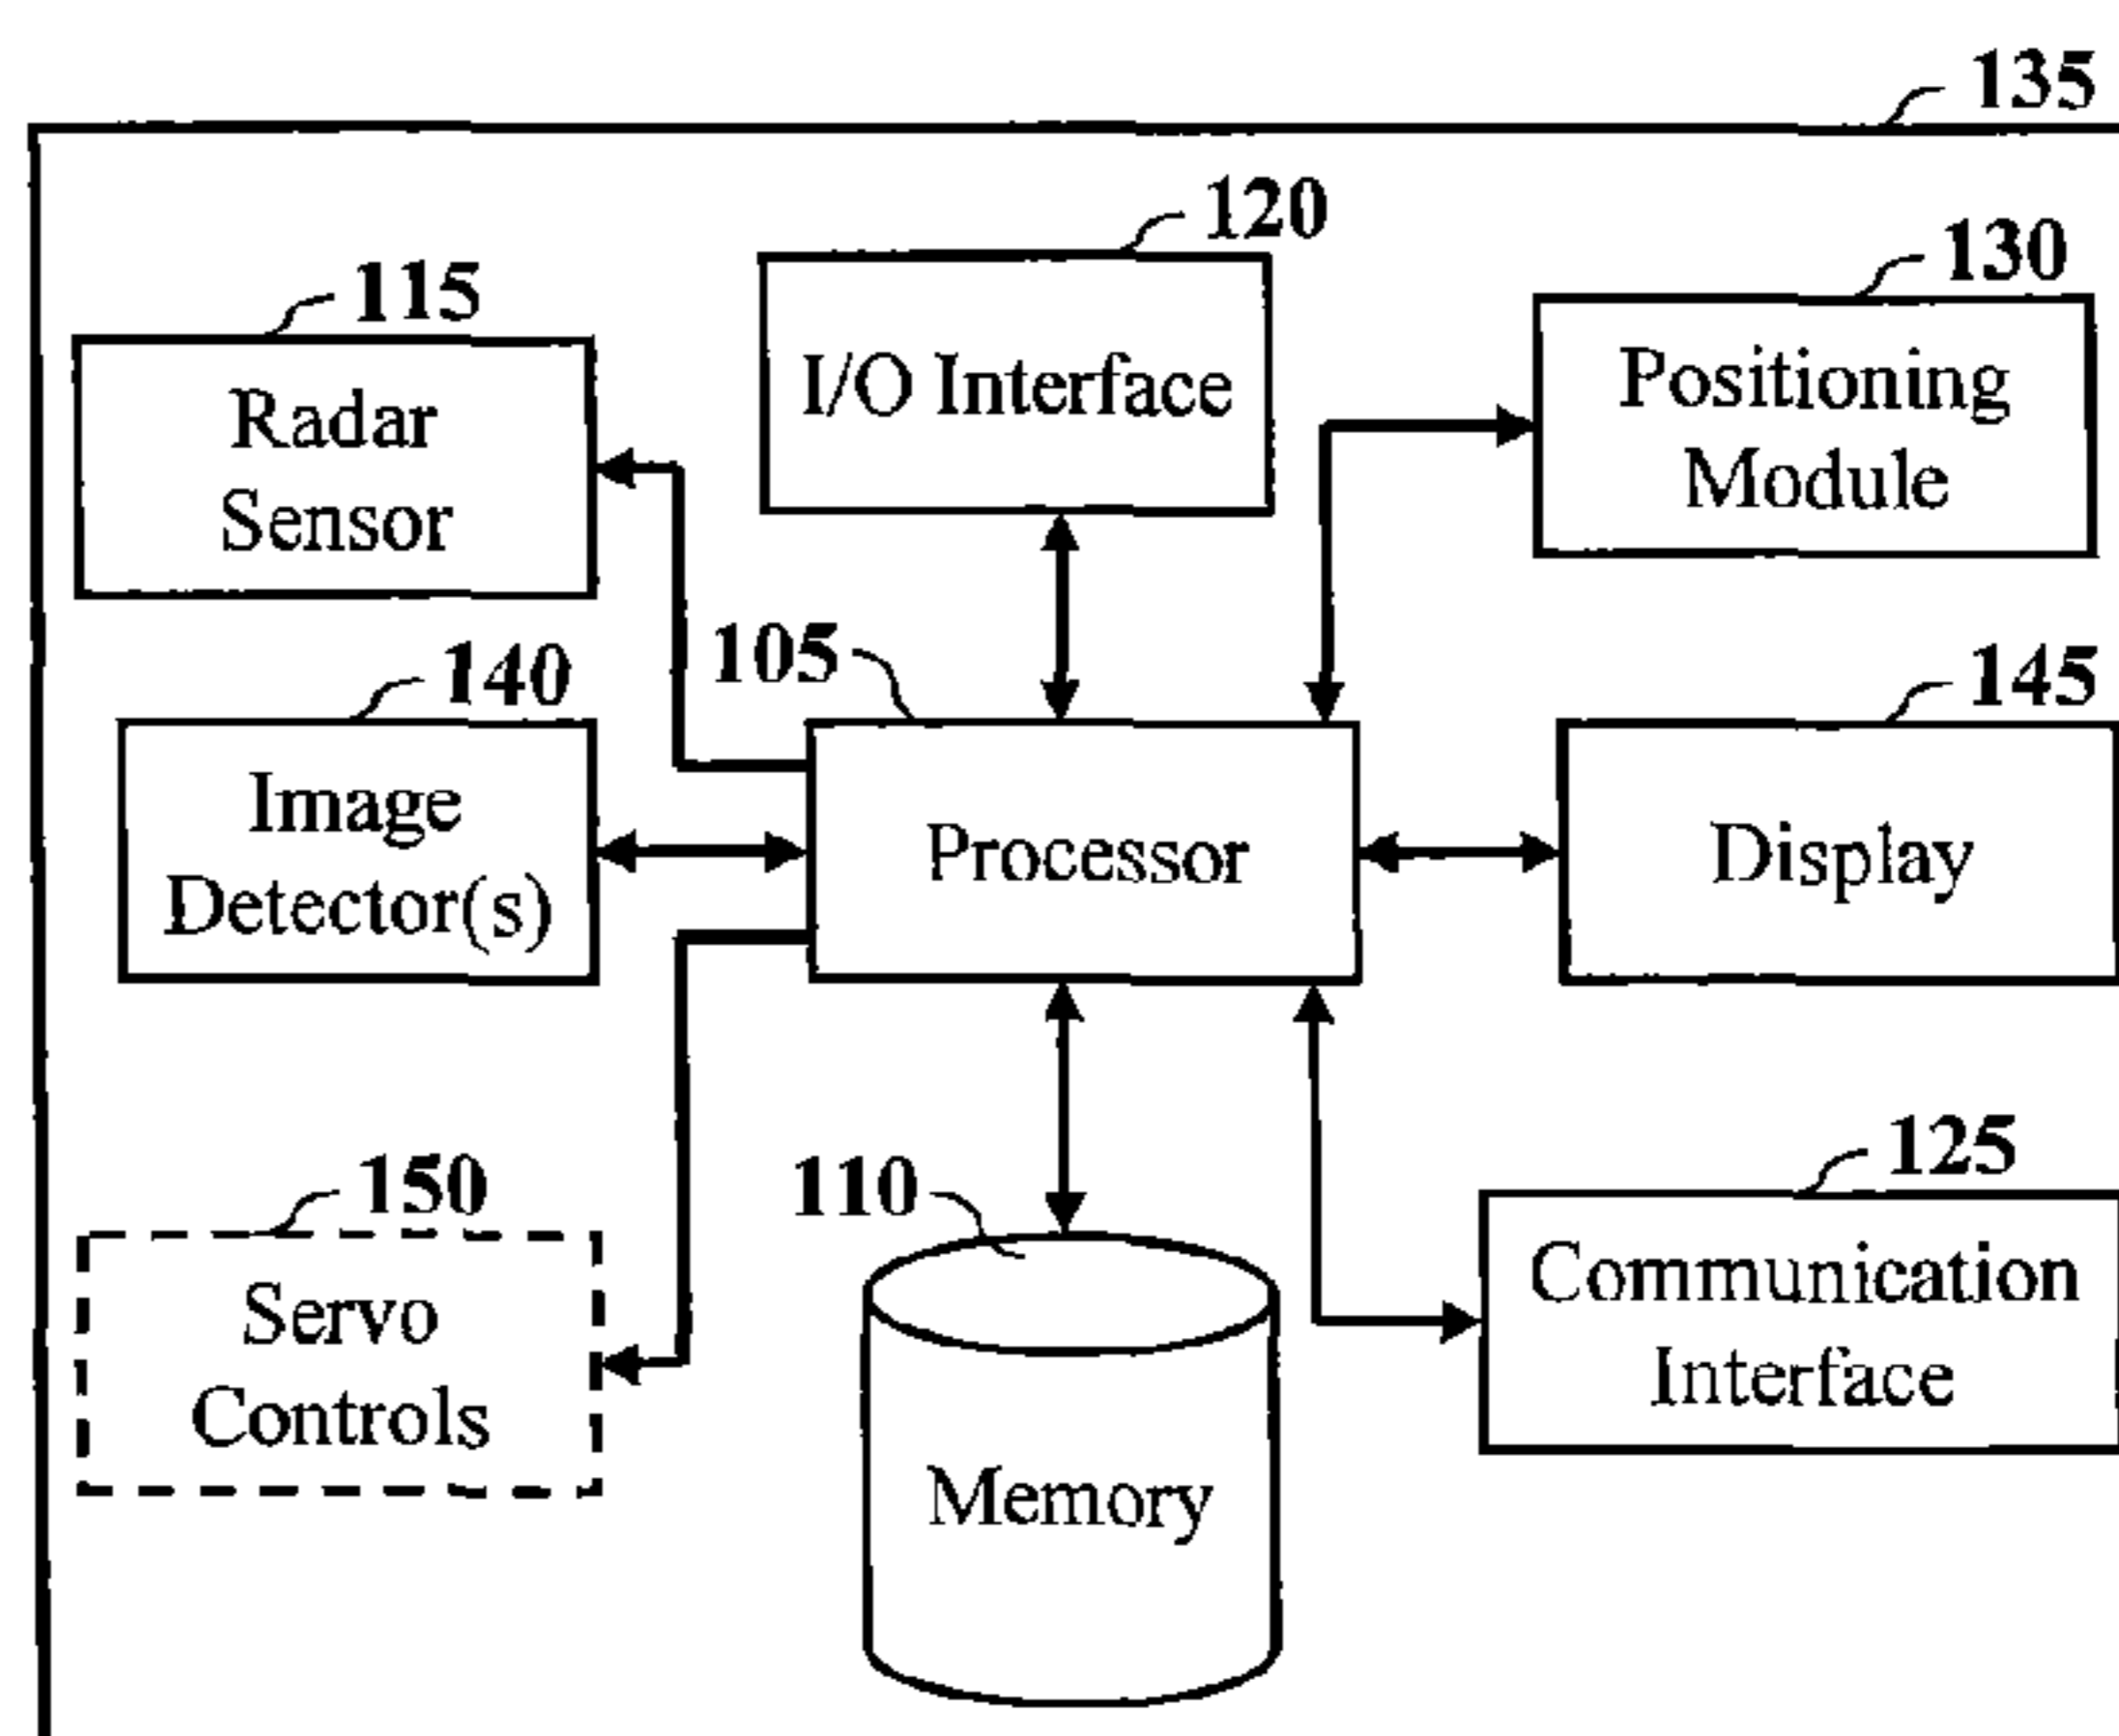 135
120
130
115
I/O Interface
Positioning
Module
Radar
Sensor
105
140
145
Image
Detector(s)
Processor
Display
150
110
125
Servo
Controls
Communication
Interface
Memory